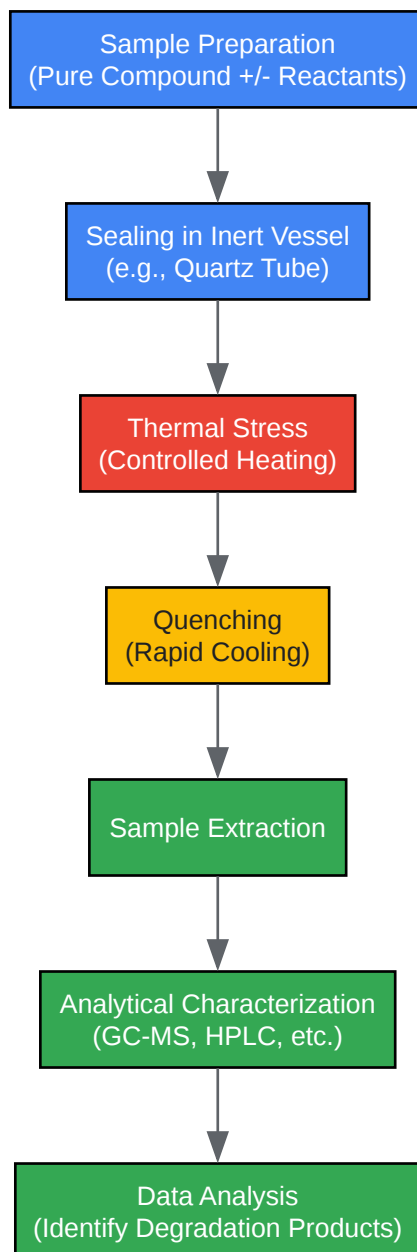 Sample Preparation
(Pure Compound +/- Reactants)
Sealing in Inert Vessel
(e.g., Quartz Tube)
Thermal Stress
(Controlled Heating)
Quenching
(Rapid Cooling)
Sample Extraction
Analytical Characterization
(GC-MS, HPLC, etc.)
Data Analysis
(Identify Degradation Products)